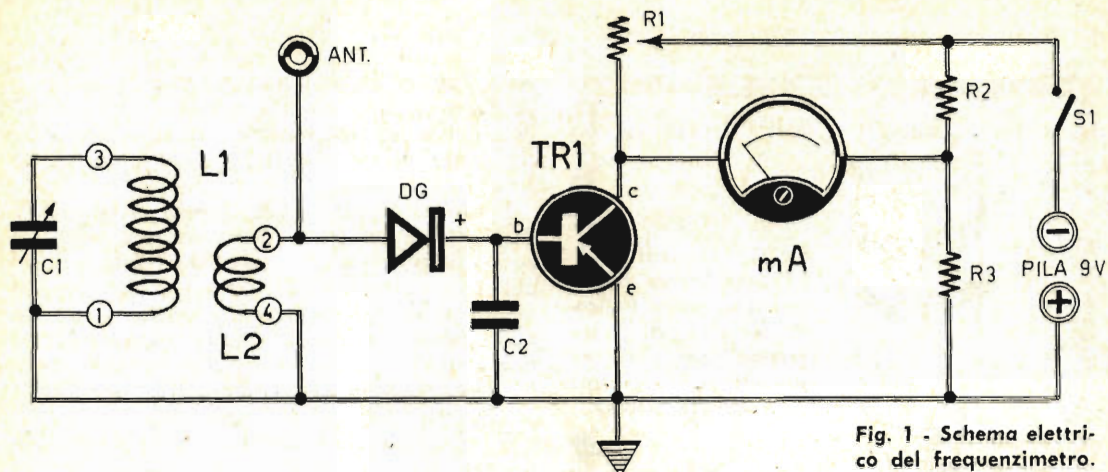 R1
ANT.
R2
S1
3
L1
TR1
DG
+
c
C1
2
b
mA
R3
−
PILA 9V
+
e
4
1
L2
C2
Fig. 1 - Schema elettri-
co del frequenzimetro.